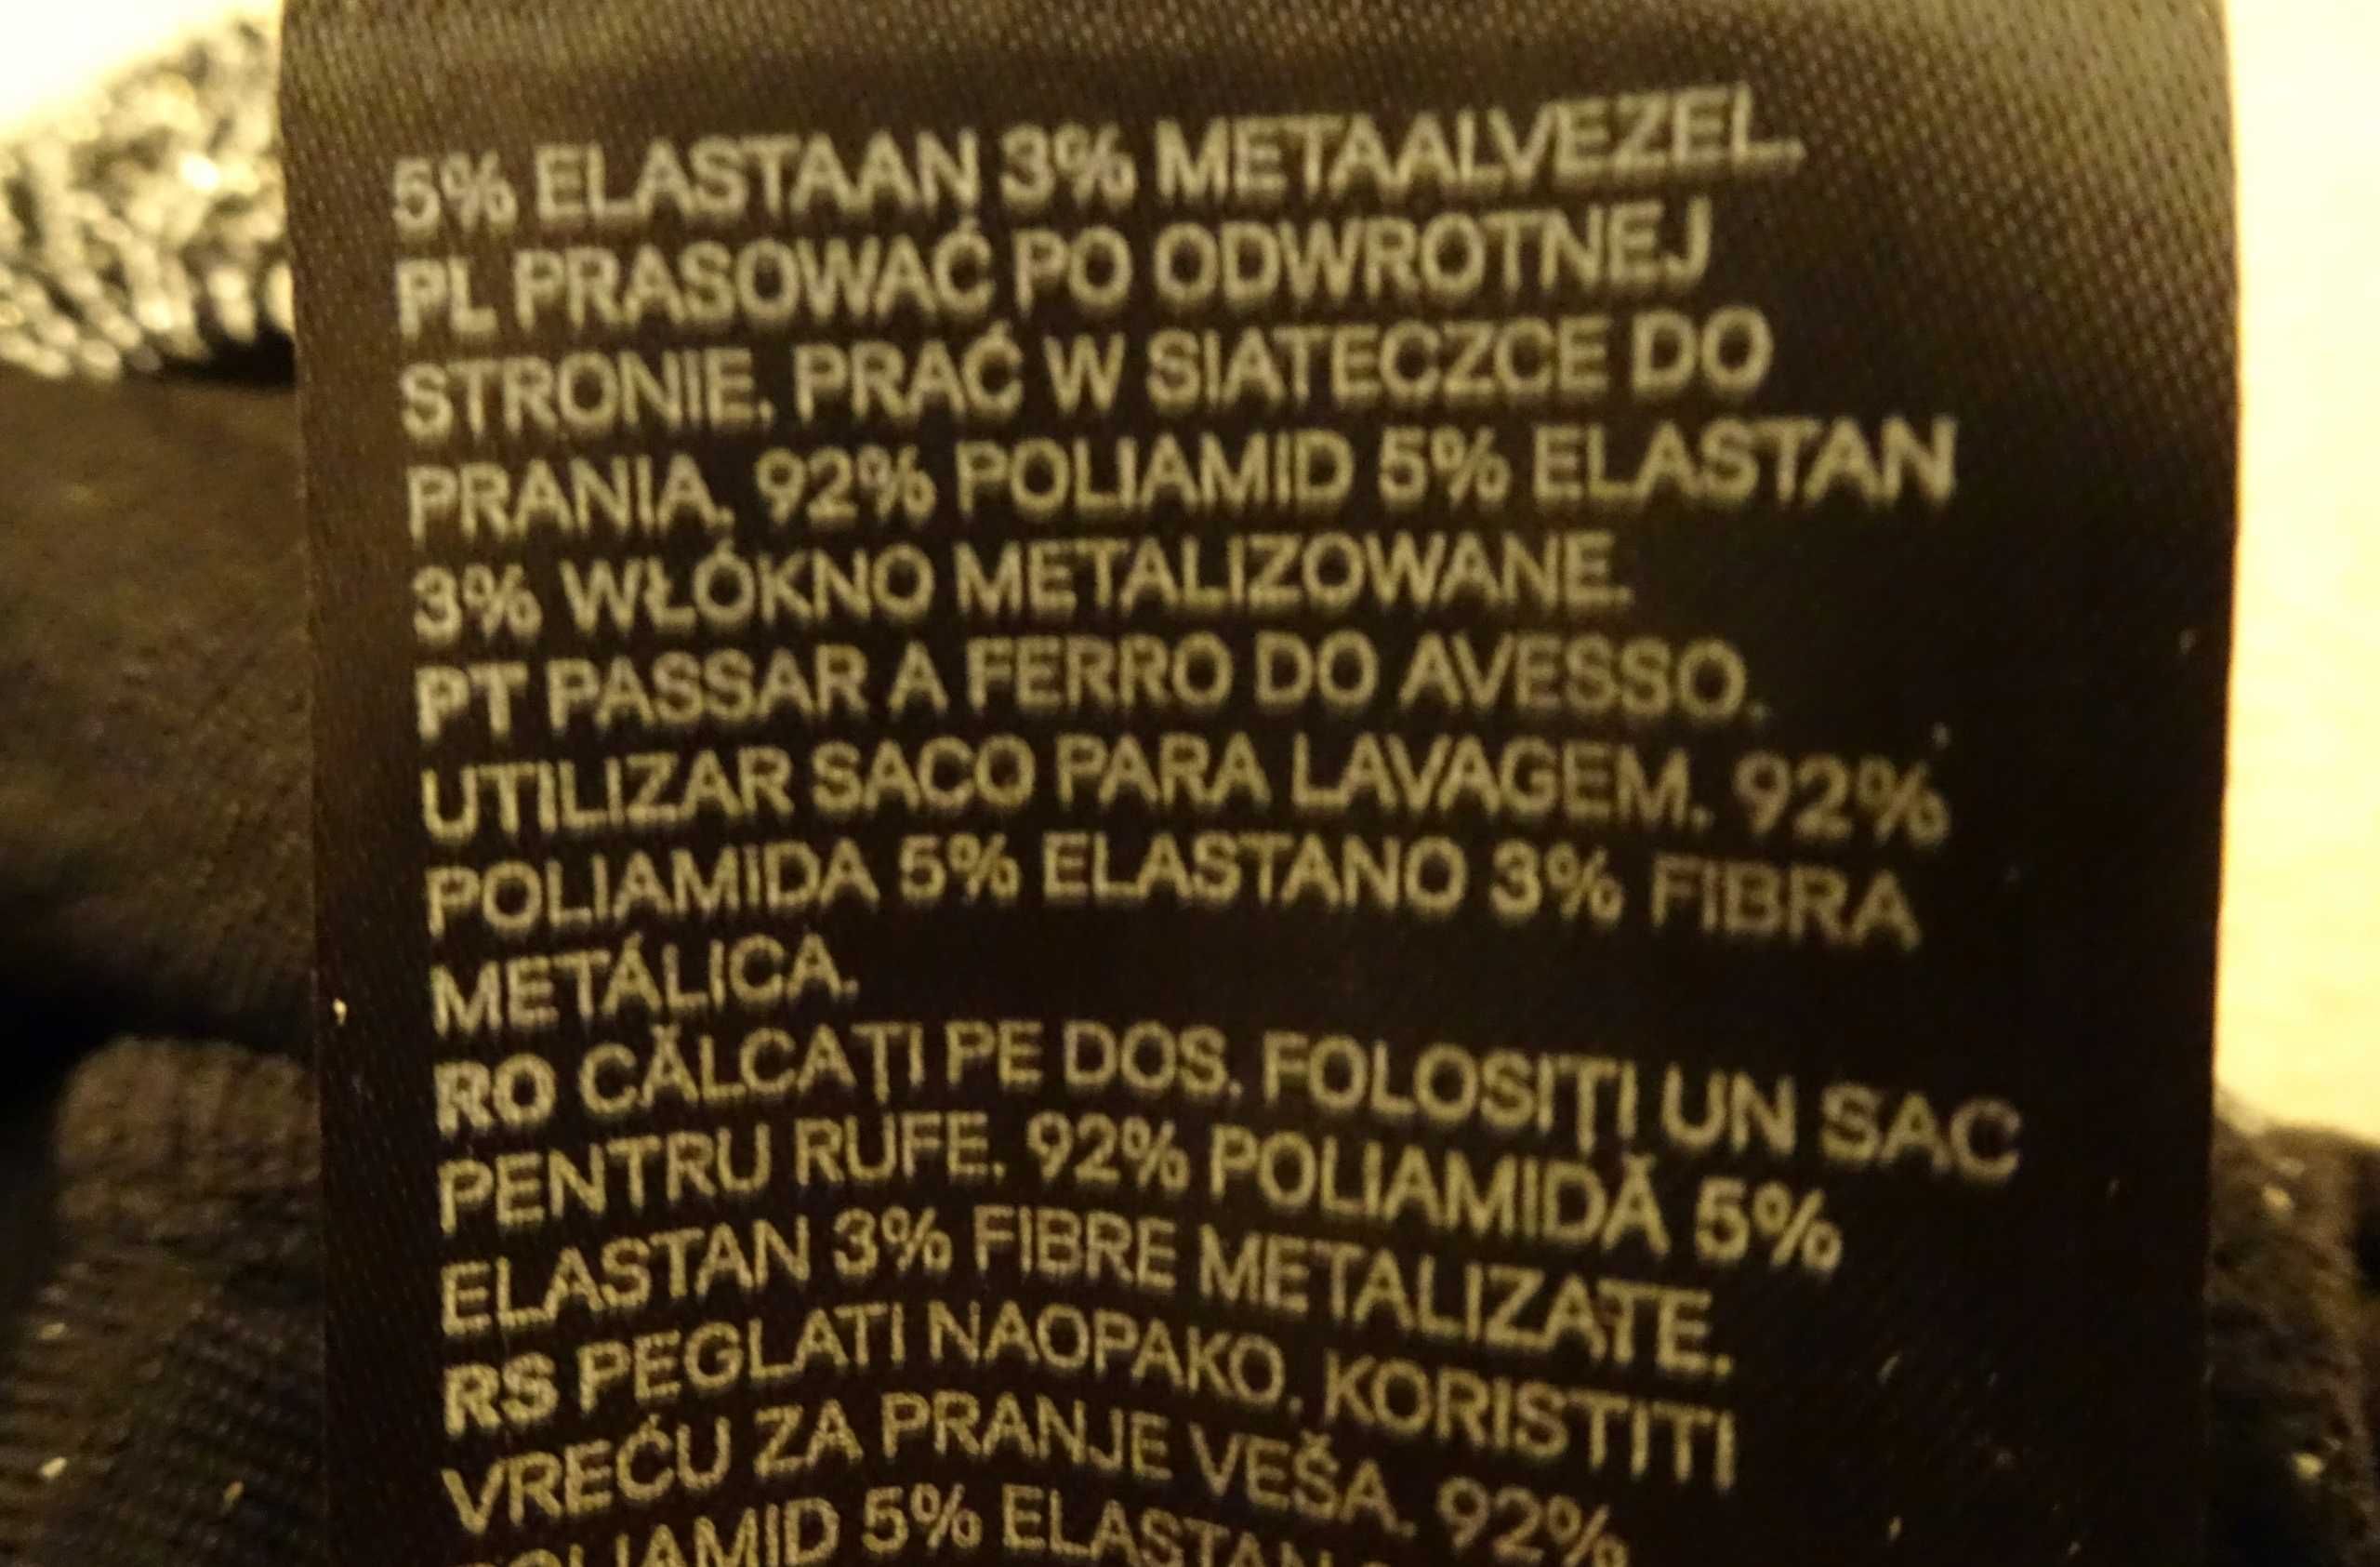 5% ELASTAAN 3% METAALVEZEL.
PL PRASOWAĆ PO ODWROTNEJ
STRONIE. PRAĆ W SIATECZCE DO
PRANIA. 92% POLIAMID 5% ELASTAN
3% WŁÓKNO METALIZOWANE.
PT PASSAR A FERRO DO AVESSO.
UTILIZAR SACO PARA LAVAGEM. 92%
POLIAMIDA 5% ELASTANO 3% FIBRA
METÁLICA.
RO CĂLCAȚI PE DOS. FOLOSIȚI UN SAC
PENTRU RUFE. 92% POLIAMIDĂ 5%
ELASTAN 3% FIBRE METALIZATE.
RS PEGLATI NAOPAKO. KORISTITI
VREĆU ZA PRANJE VEŠA. 92%
POLIAMID 5% ELASTAN